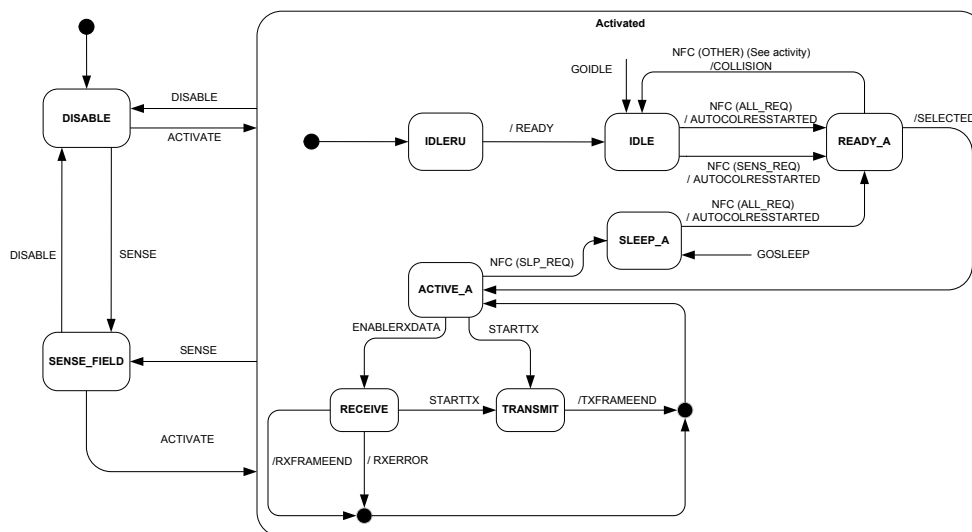 Activated
NFC (OTHER) (See activity)
/COLLISION
GOIDLE
DISABLE
DISABLE
ACTIVATE
NFC (ALL_REQ)
/ AUTOCOLRESSTARTED
/SELECTED
IDLERU
/ READY
IDLE
READY_A
NFC (SENS_REQ)
/ AUTOCOLRESSTARTED
NFC (ALL_REQ)
/ AUTOCOLRESSTARTED
DISABLE
SENSE
SLEEP_A
GOSLEEP
NFC (SLP_REQ)
ACTIVE_A
ENABLERXDATA
STARTTX
SENSE_FIELD
SENSE
RECEIVE
STARTTX
TRANSMIT
/TXFRAMEEND
ACTIVATE
/RXFRAMEEND
/ RXERROR